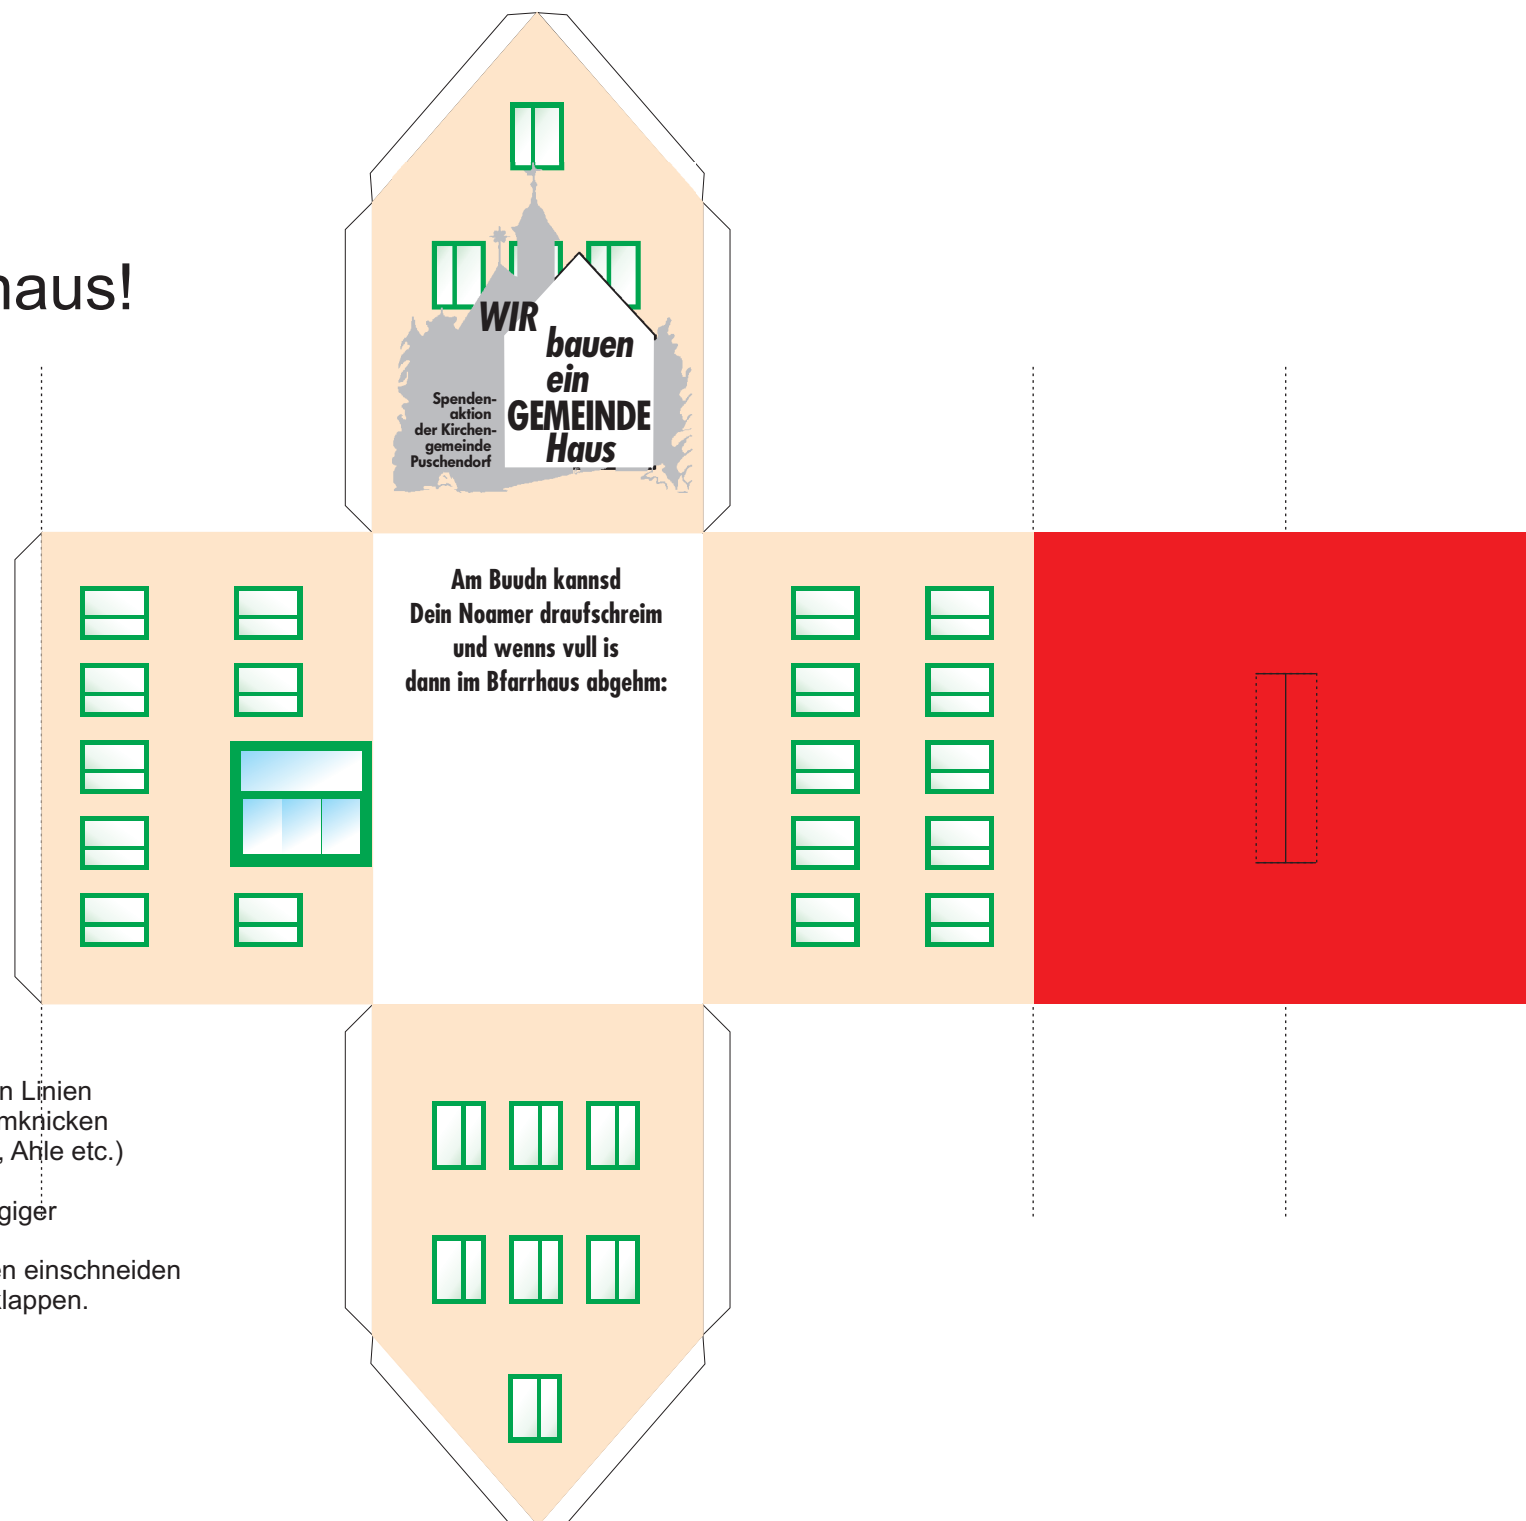 haus!
WIR
bauen
ein
GEMEINDE
Haus
Spenden-
aktion
der Kirchen-
gemeinde
Puschendorf
Am Buudn kannsd
Dein Noamer draufschreim
und wenns vull is
dann im Bfarrhaus abgehm:
n Linien
mknicken
, Ahle etc.)
giger
en einschneiden
klappen.